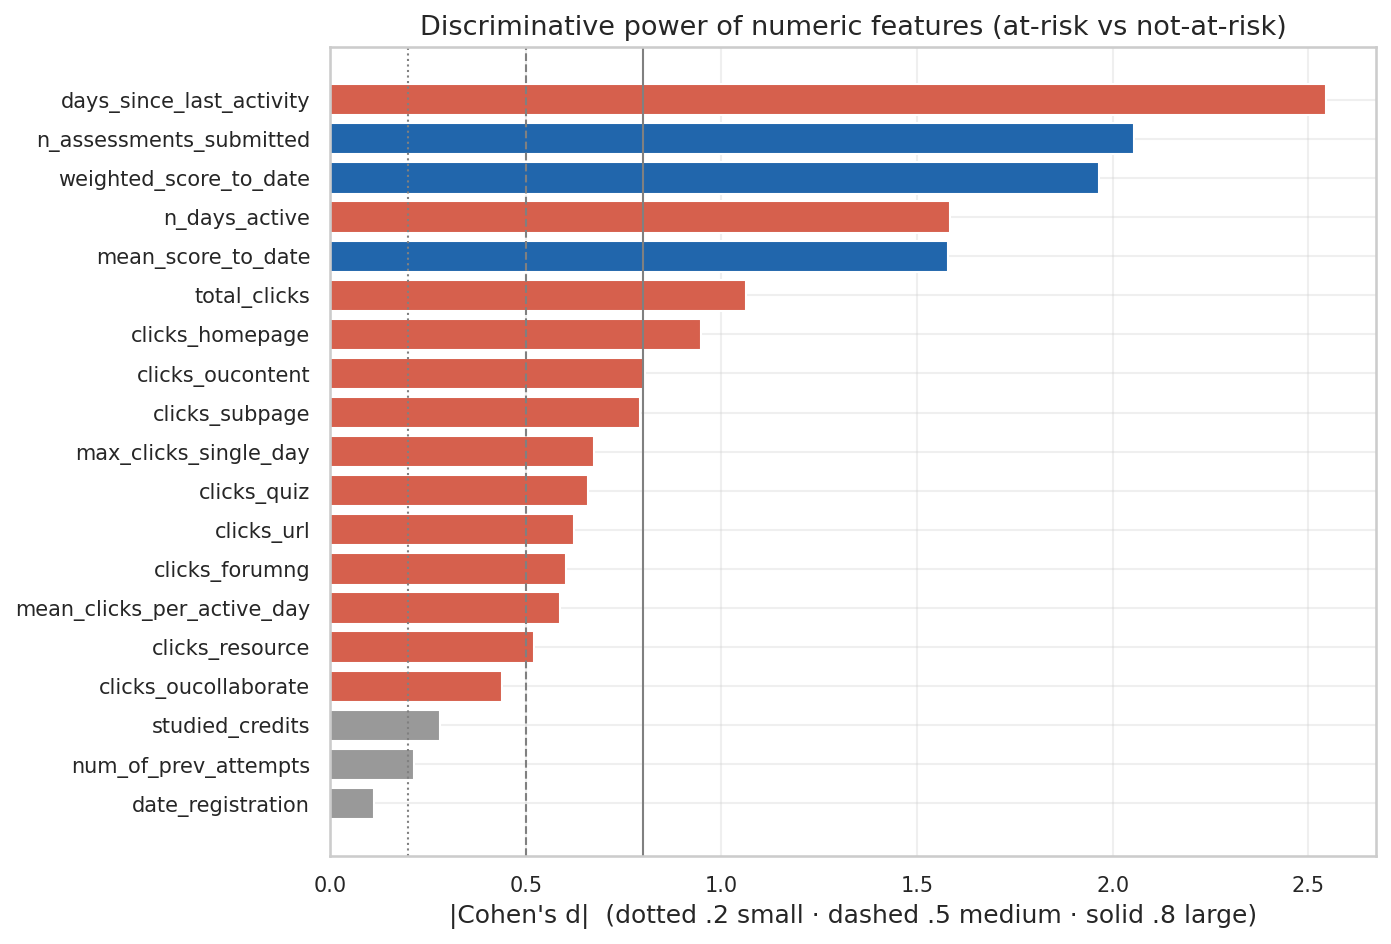 Discriminative power of numeric features (at-risk vs not-at-risk)
days_since_last_activity
n_assessments_submitted
weighted_score_to_date
n_days_active
mean_score_to_date
total_clicks
clicks_homepage
clicks_oucontent
clicks_subpage
max_clicks_single_day
clicks_quiz
clicks_url
clicks_forumng
mean_clicks_per_active_day
clicks_resource
clicks_oucollaborate
studied_credits
num_of_prev_attempts
date_registration
0.0 0.5 1.0 1.5 2.0 2.5
|Cohen's d|  (dotted .2 small · dashed .5 medium · solid .8 large)